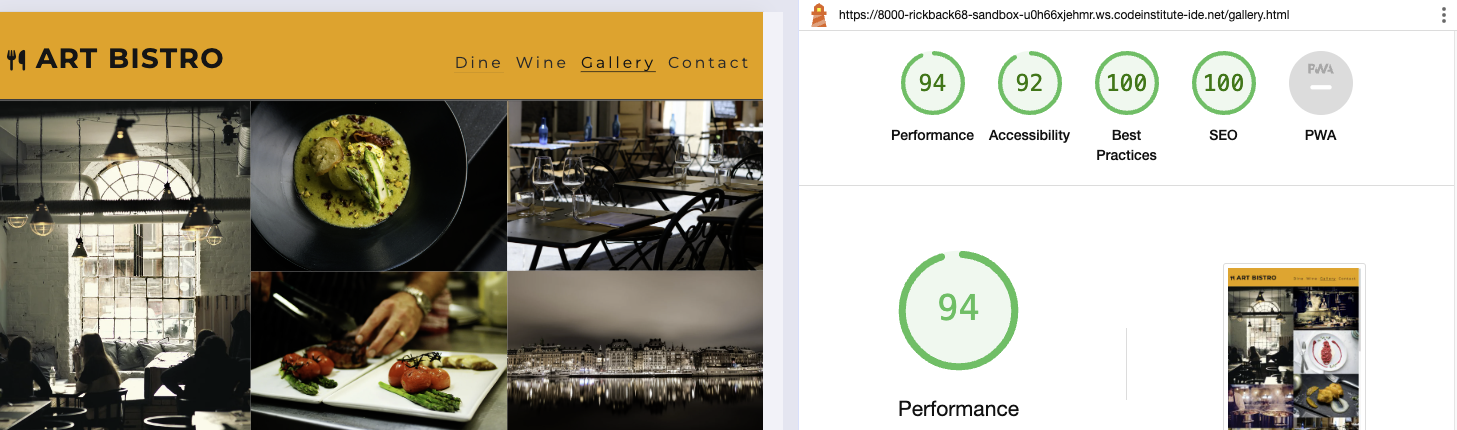 ART BISTRO
Dine Wine Gallery Contact
https://8000-rickback68-sandbox-u0h66xjehmr.ws.codeinstitute-ide.net/gallery.html
94 92 100 100 PWA
Performance Accessibility Best Practices SEO PWA
94
Performance
ART BISTRO
Dine Wine Gallery Contact